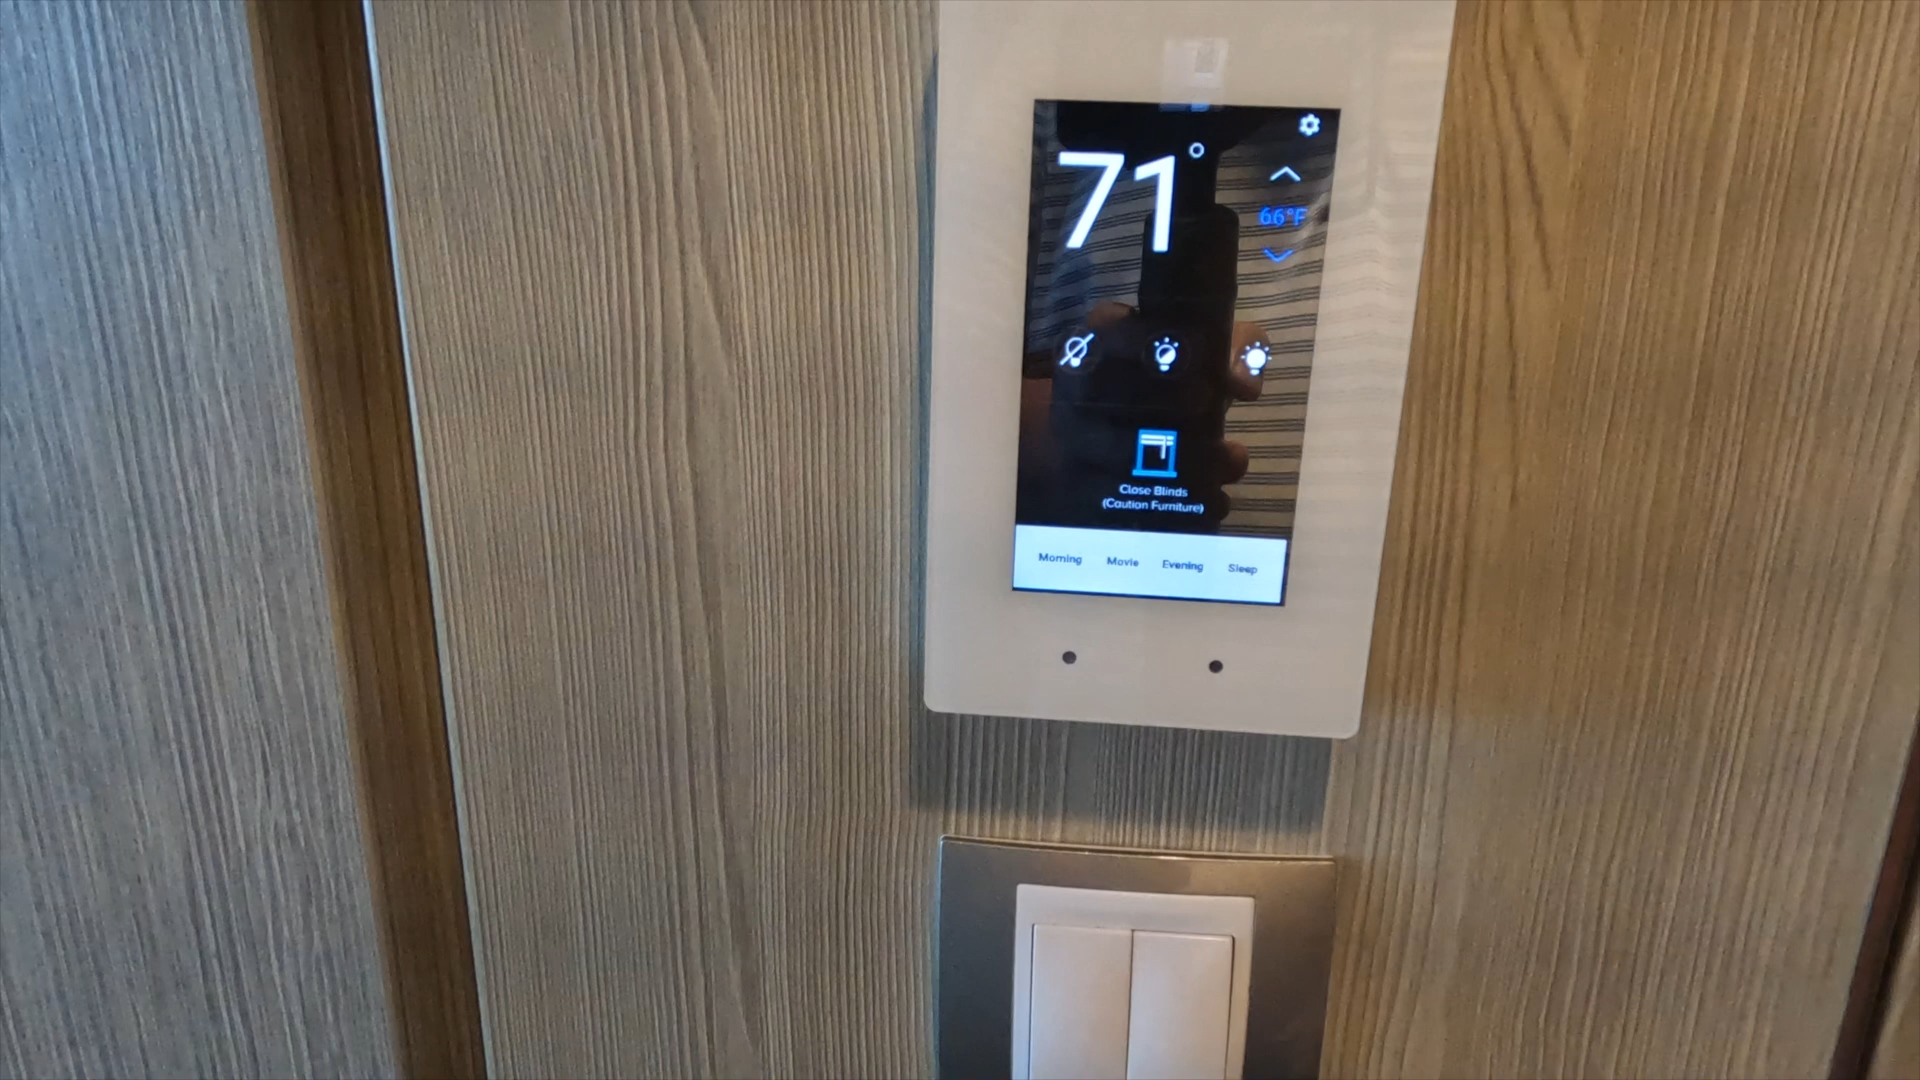 71°
66°F
Close Blinds
(Caution Furniture)
Morning Movie Evening Sleep